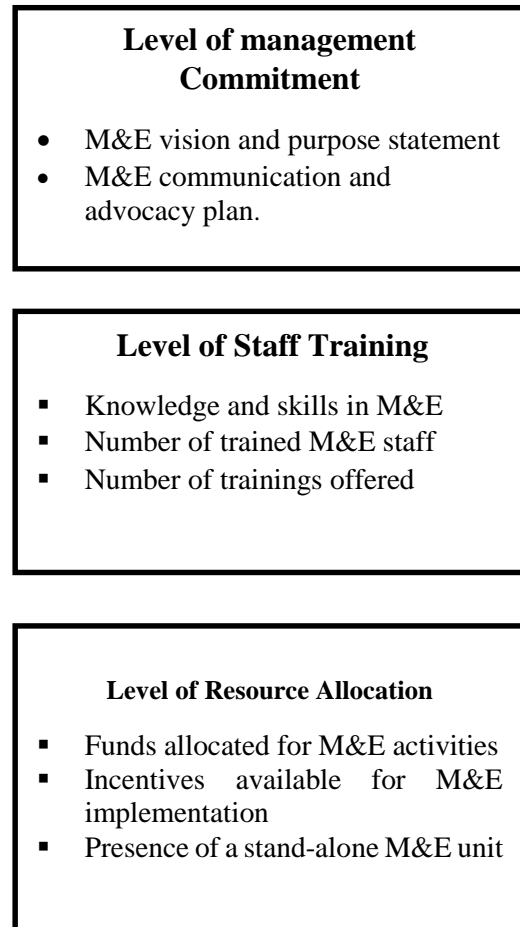 Level of management
Commitment
• M&E vision and purpose statement
• M&E communication and
advocacy plan.
Level of Staff Training
▪ Knowledge and skills in M&E
▪ Number of trained M&E staff
▪ Number of trainings offered
Level of Resource Allocation
▪ Funds allocated for M&E activities
▪ Incentives available for M&E
implementation
▪ Presence of a stand-alone M&E unit